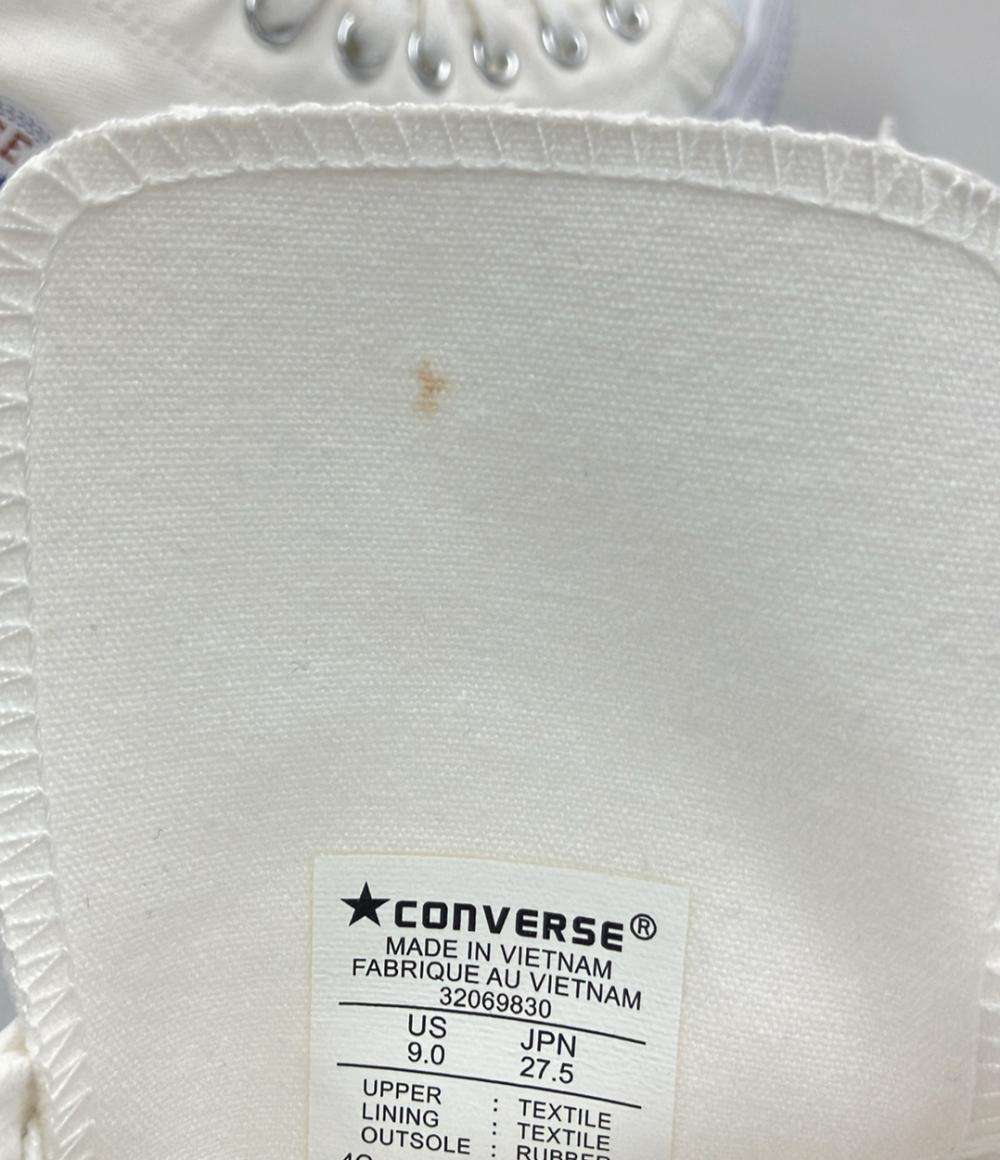 ★CONVERSE®
MADE IN VIETNAM
FABRIQUE AU VIETNAM
32069830
US JPN
9.0 27.5
UPPER : TEXTILE
LINING : TEXTILE
OUTSOLE :